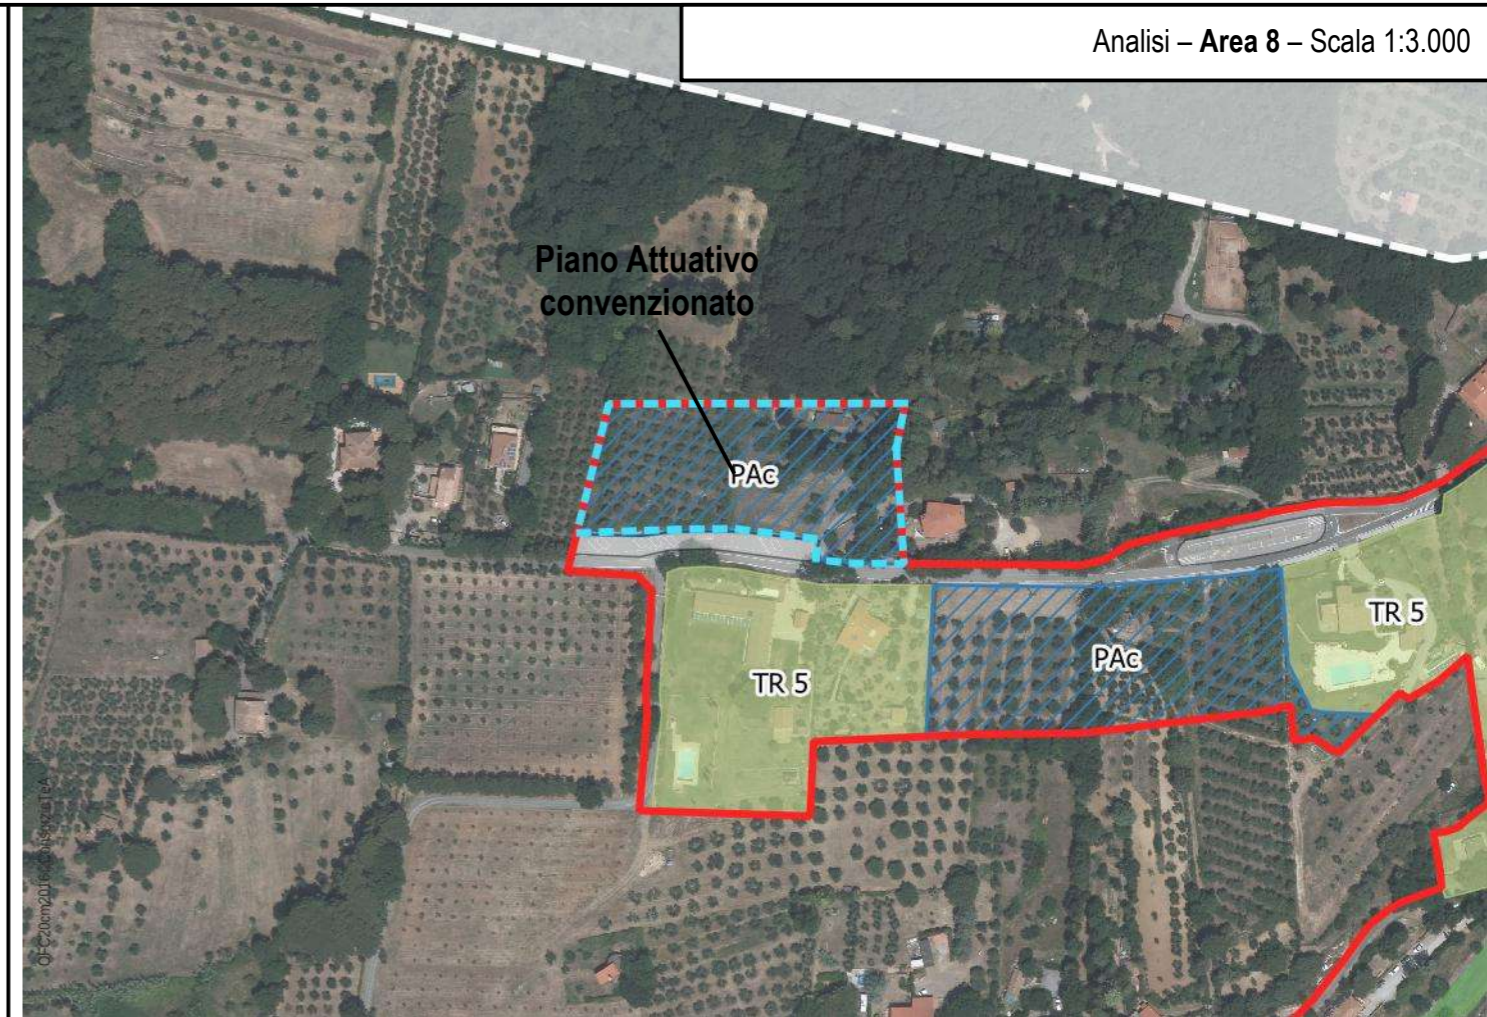 Analisi – Area 8 – Scala 1:3.000
Piano Attuativo
convenzionato
PAc
TR 5
PAc
TR 5